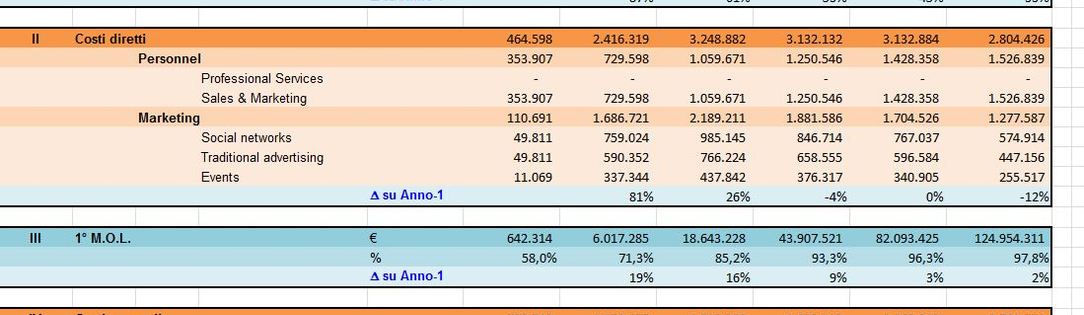 II Costi diretti 464.598 2.416.319 3.248.882 3.132.132 3.132.884 2.804.426
Personnel 353.907 729.598 1.059.671 1.250.546 1.428.358 1.526.839
Professional Services - - - - - -
Sales & Marketing 353.907 729.598 1.059.671 1.250.546 1.428.358 1.526.839
Marketing 110.691 1.686.721 2.189.211 1.881.586 1.704.526 1.277.587
Social networks 49.811 759.024 985.145 846.714 767.037 574.914
Traditional advertising 49.811 590.352 766.224 658.555 596.584 447.156
Events 11.069 337.344 437.842 376.317 340.905 255.517
Δ su Anno-1 81% 26% -4% 0% -12%
III 1° M.O.L. € 642.314 6.017.285 18.643.228 43.907.521 82.093.425 124.954.311
% 58,0% 71,3% 85,2% 93,3% 96,3% 97,8%
Δ su Anno-1 19% 16% 9% 3% 2%